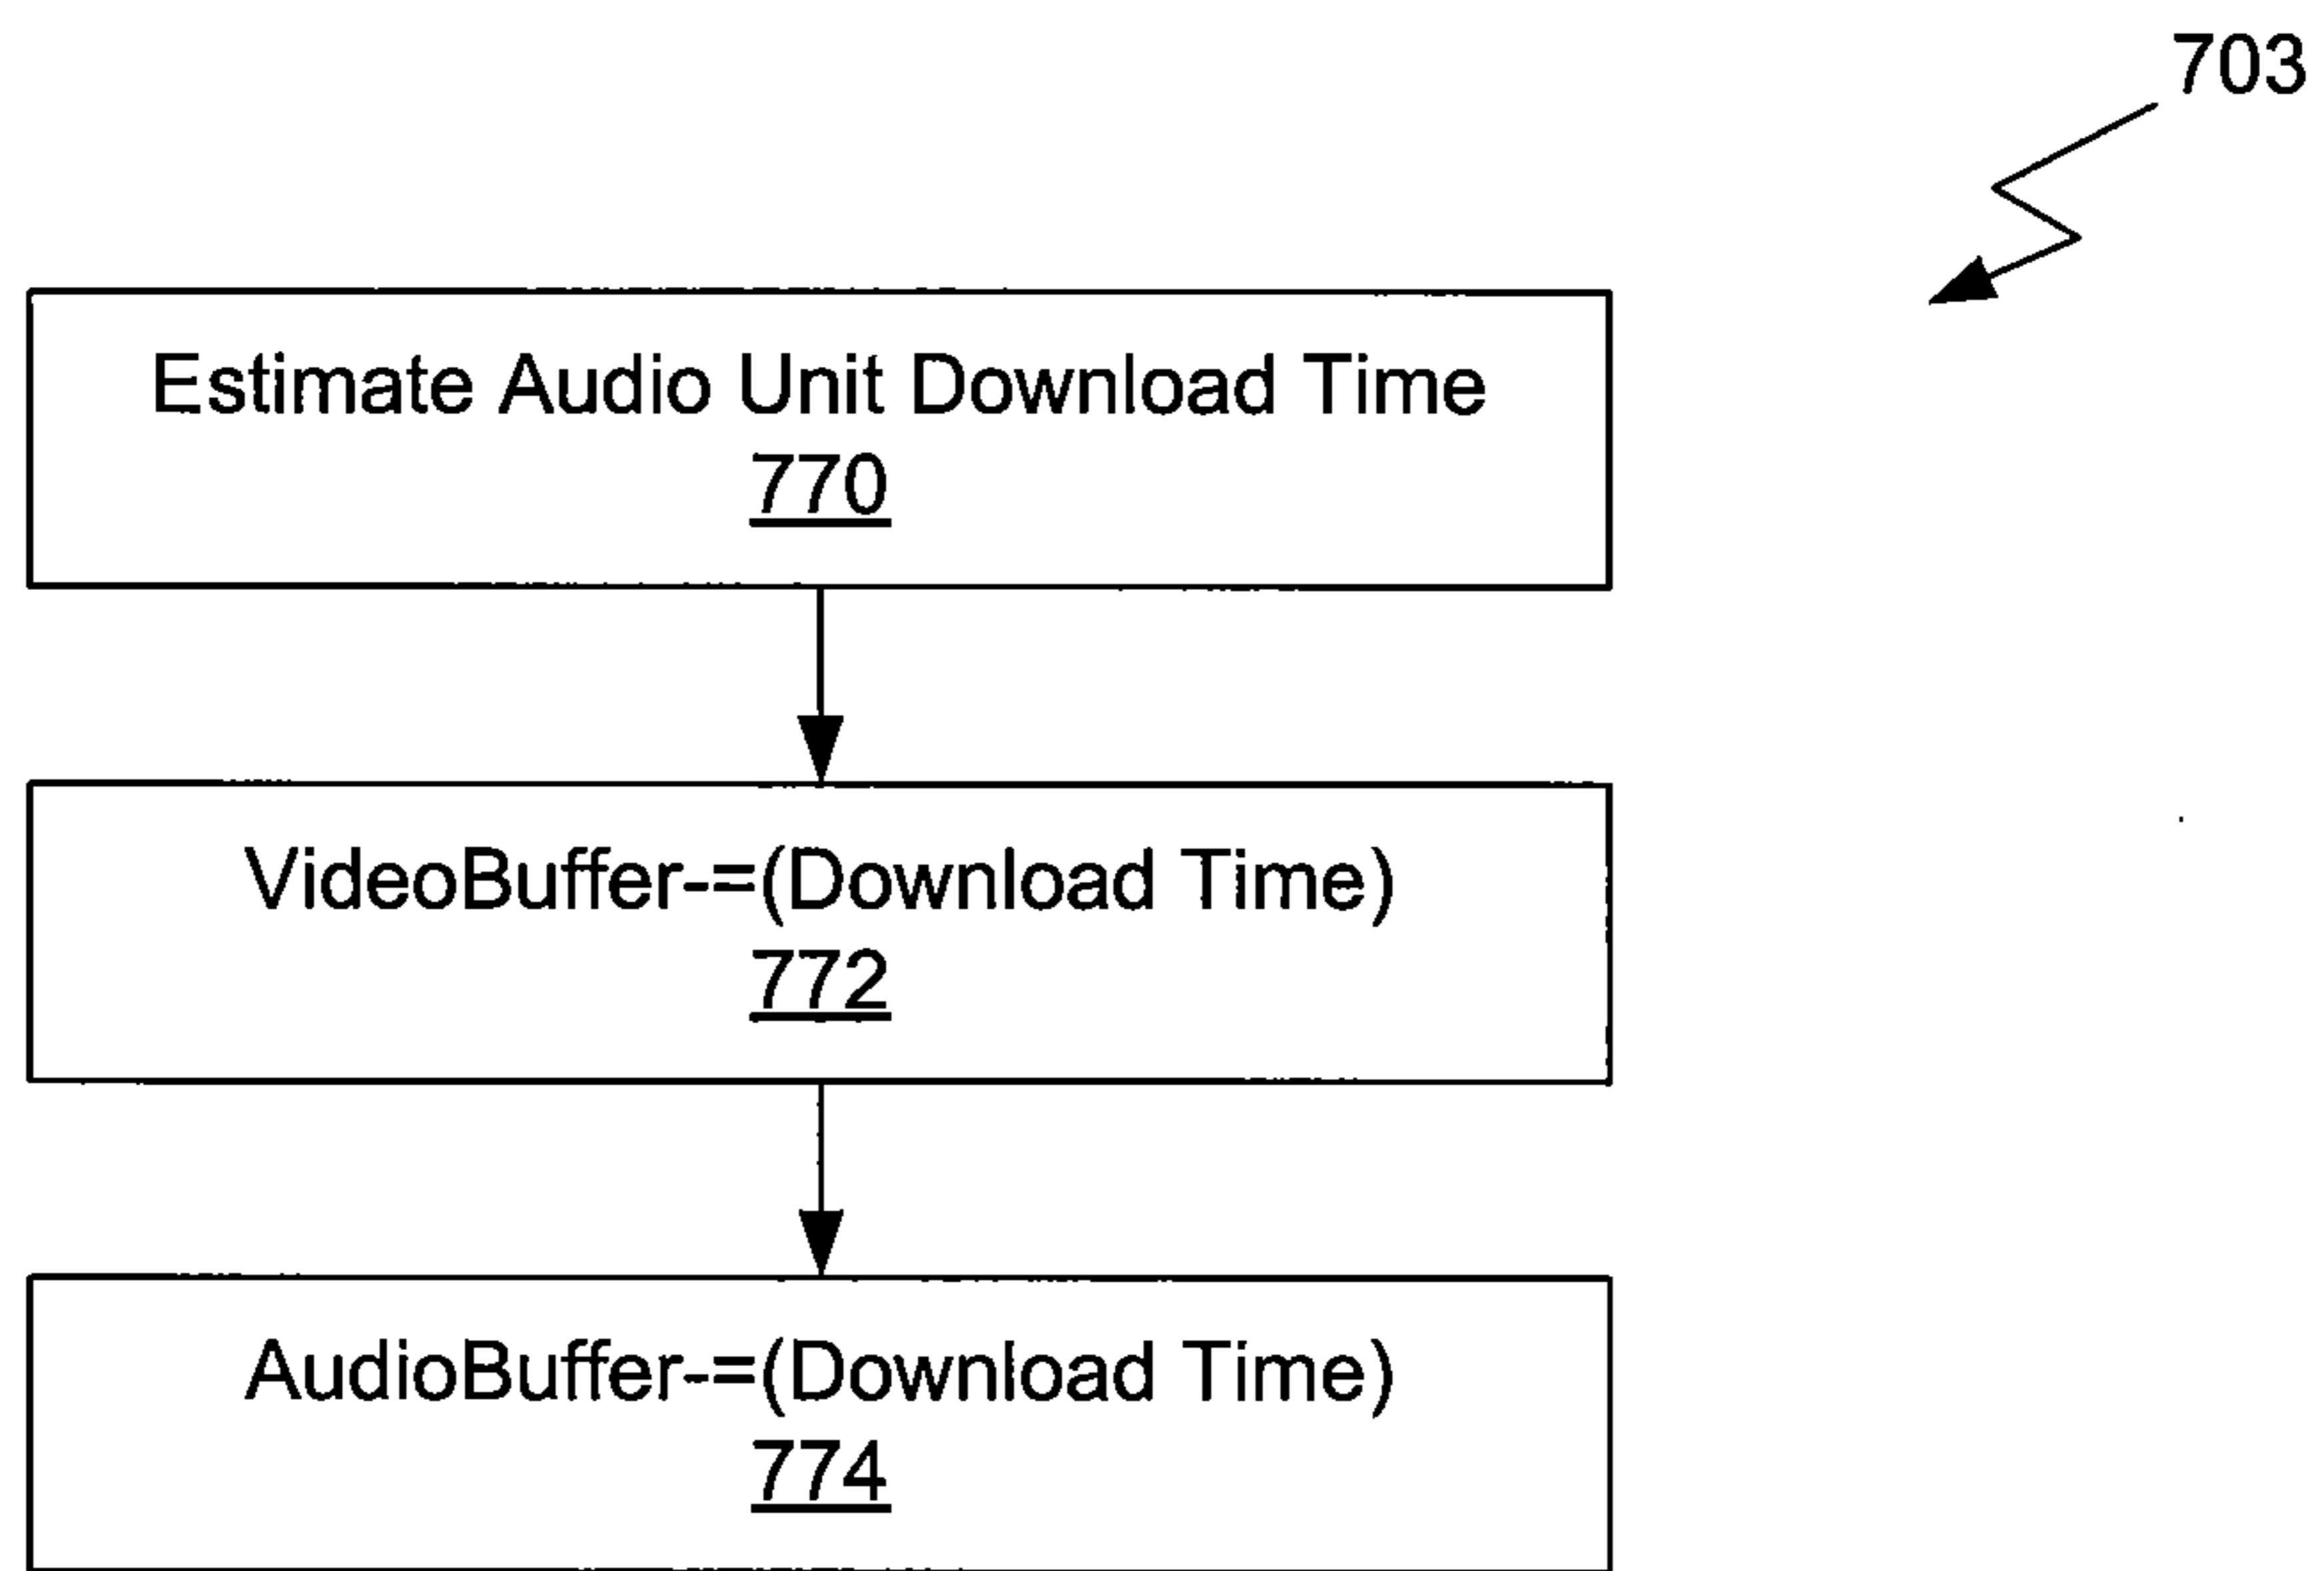 703
Estimate Audio Unit Download Time
770
VideoBuffer-=(Download Time)
772
AudioBuffer-=(Download Time)
774